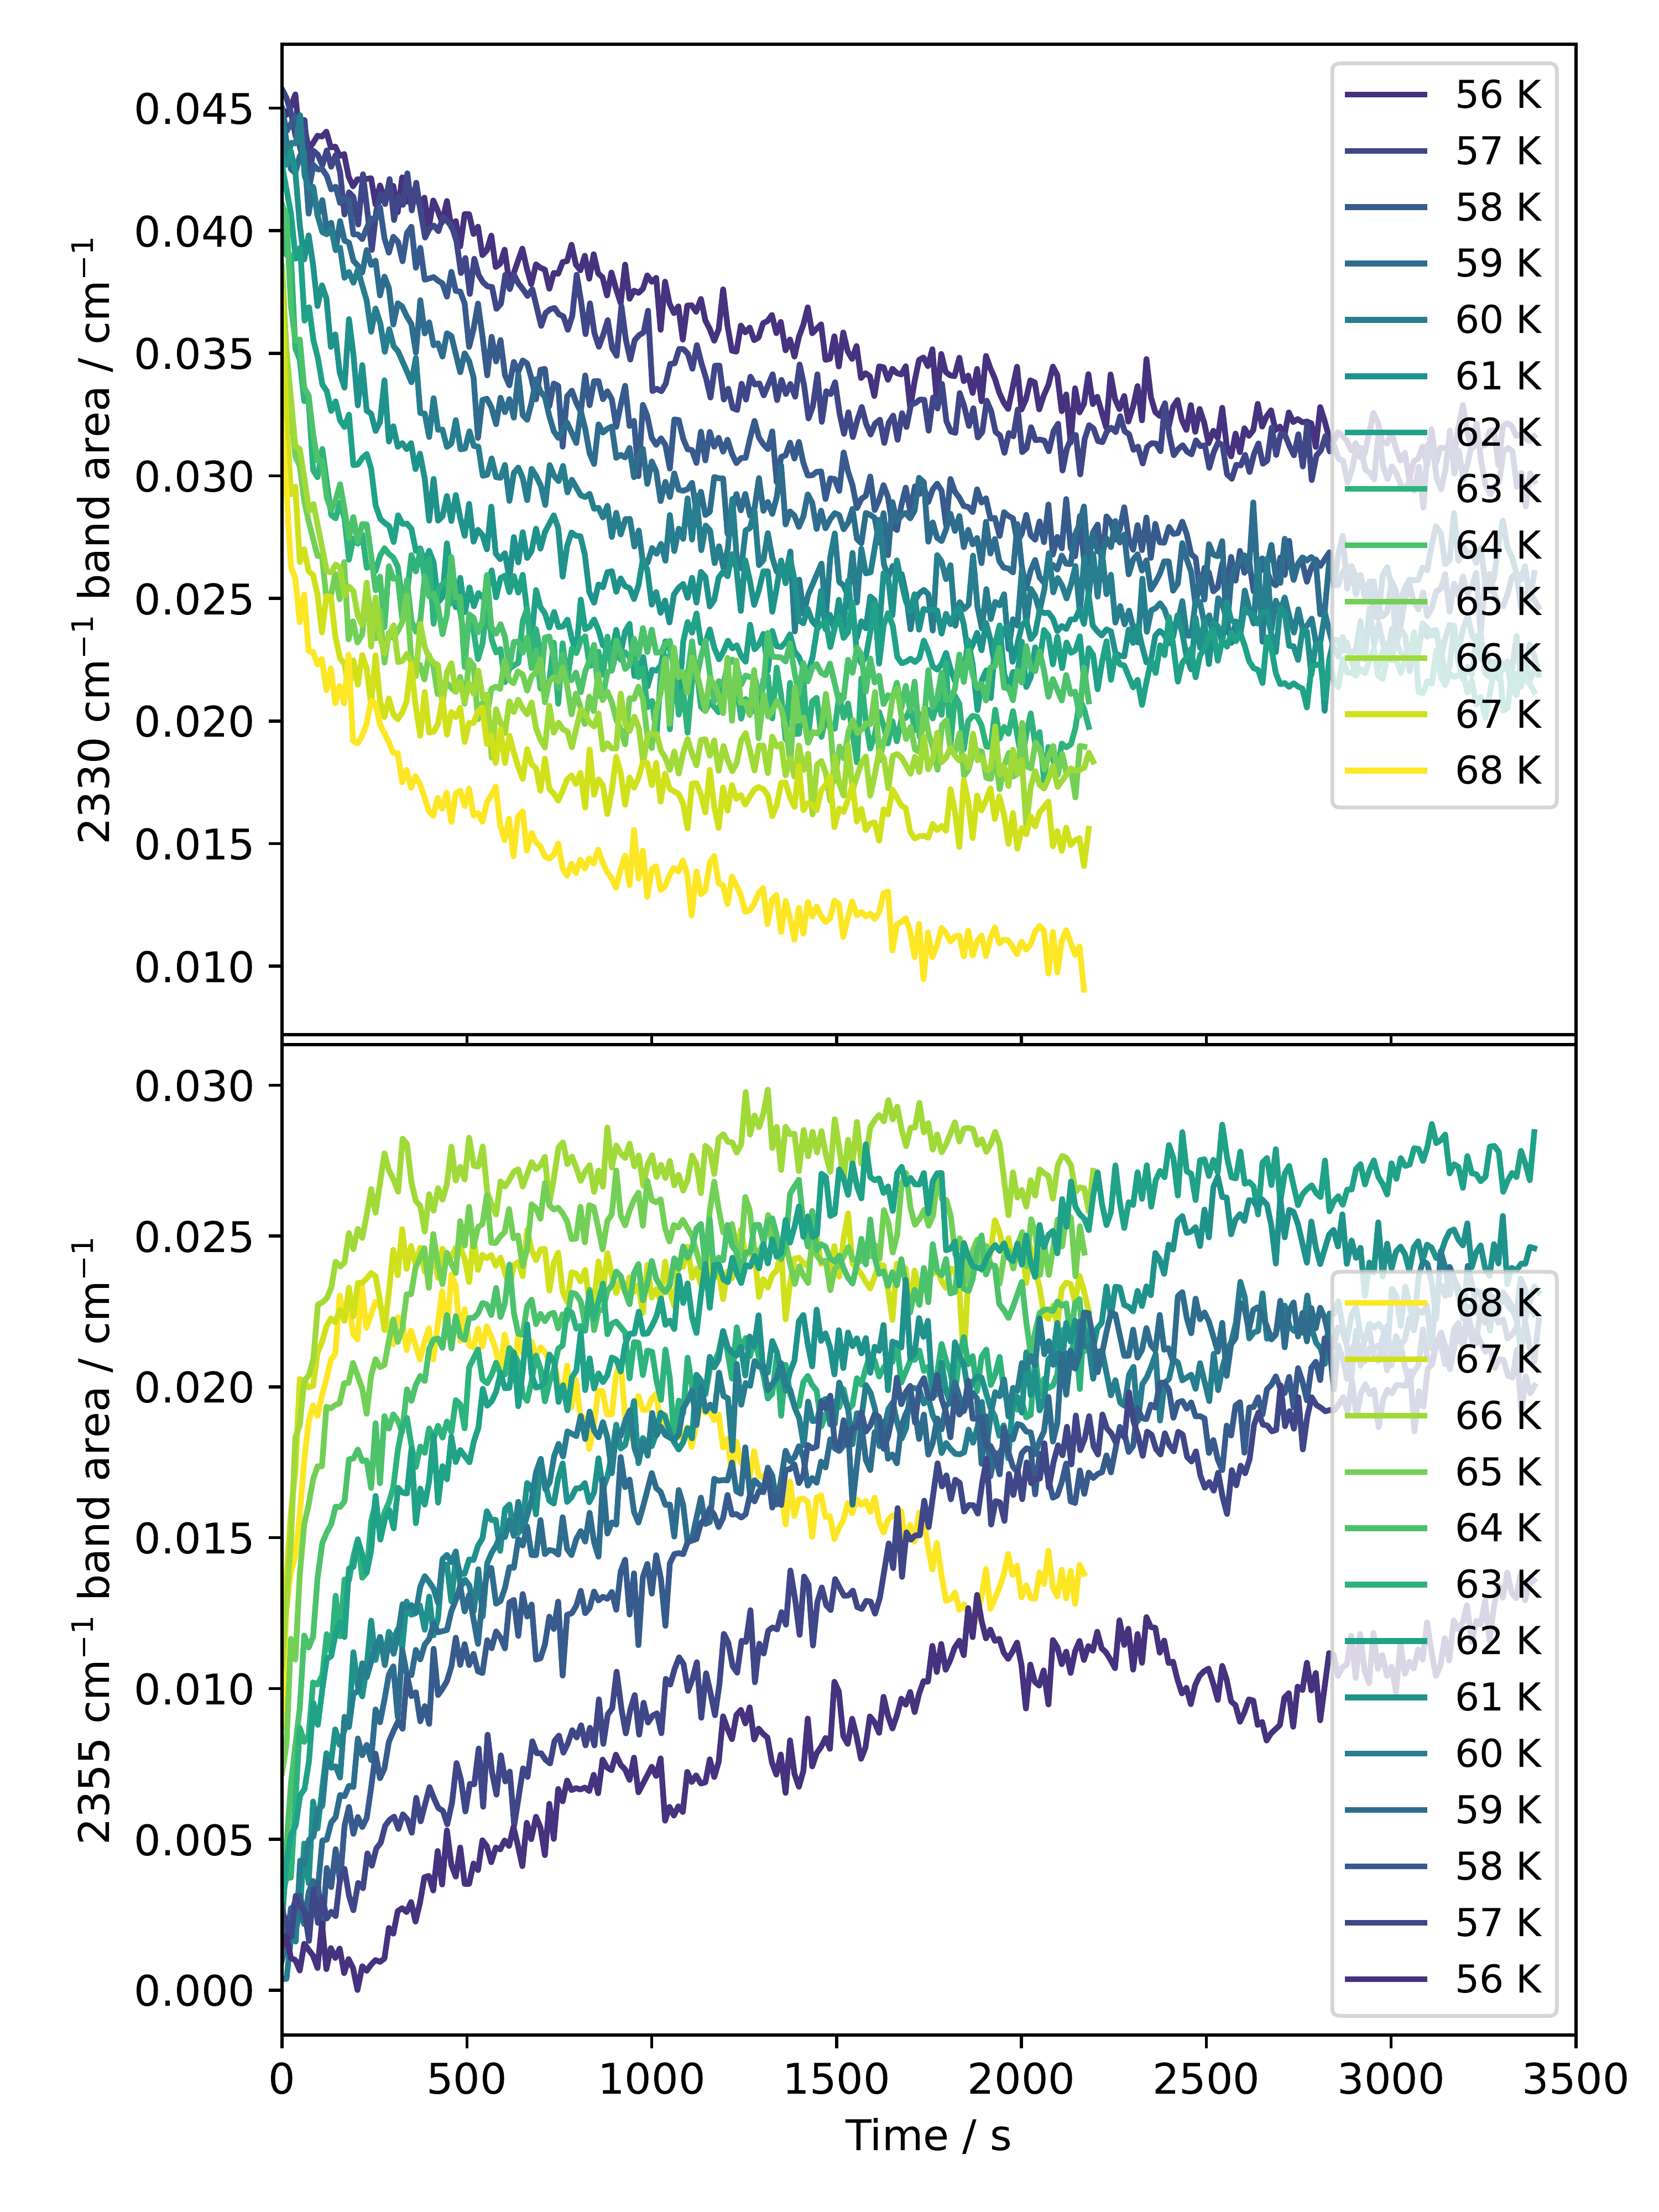 2330 cm⁻¹ band area / cm⁻¹
0.045
0.040
0.035
0.030
0.025
0.020
0.015
0.010
56 K
57 K
58 K
59 K
60 K
61 K
62 K
63 K
64 K
65 K
66 K
67 K
68 K
2355 cm⁻¹ band area / cm⁻¹
0.030
0.025
0.020
0.015
0.010
0.005
0.000
68 K
67 K
66 K
65 K
64 K
63 K
62 K
61 K
60 K
59 K
58 K
57 K
56 K
0 500 1000 1500 2000 2500 3000 3500
Time / s